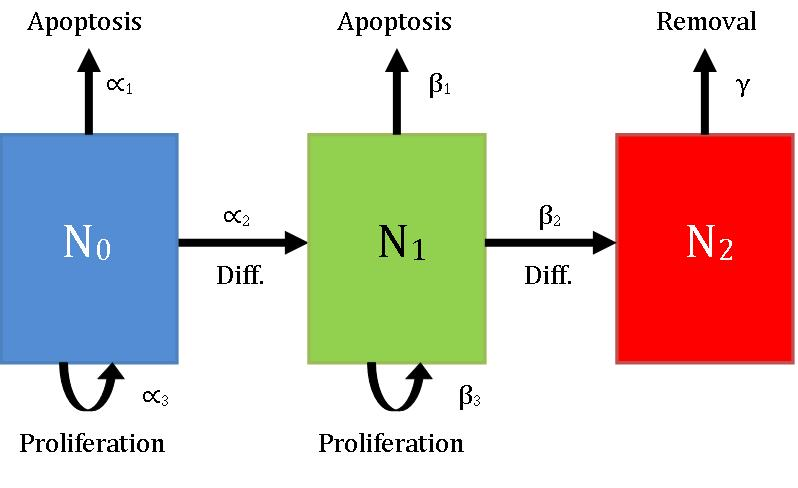 Apoptosis Apoptosis Removal
∝₁ β₁ γ
N₀ ∝₂ N₁ β₂ N₂
Diff. Diff.
∝₃ β₃
Proliferation Proliferation